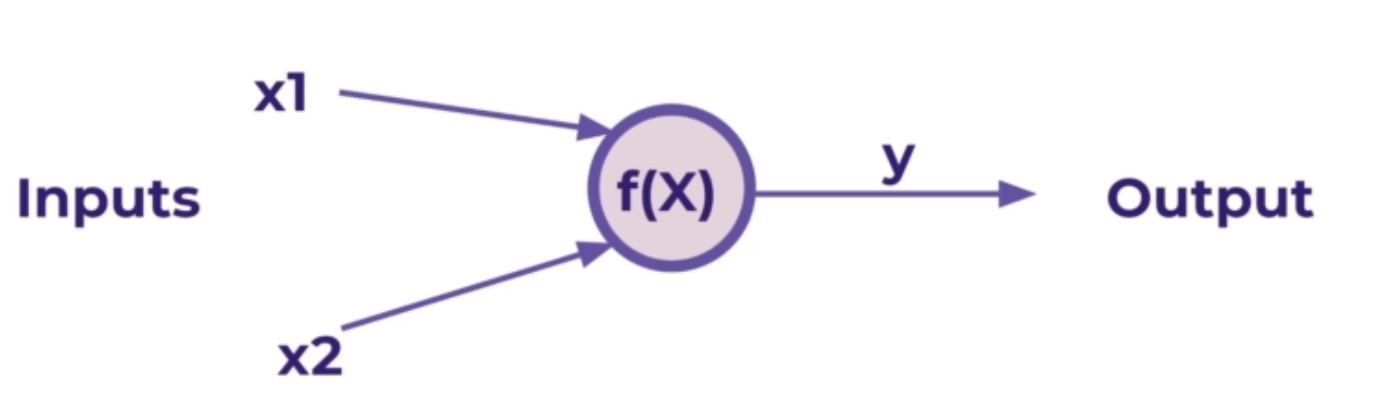 x1
Inputs
f(X)
y
Output
x2